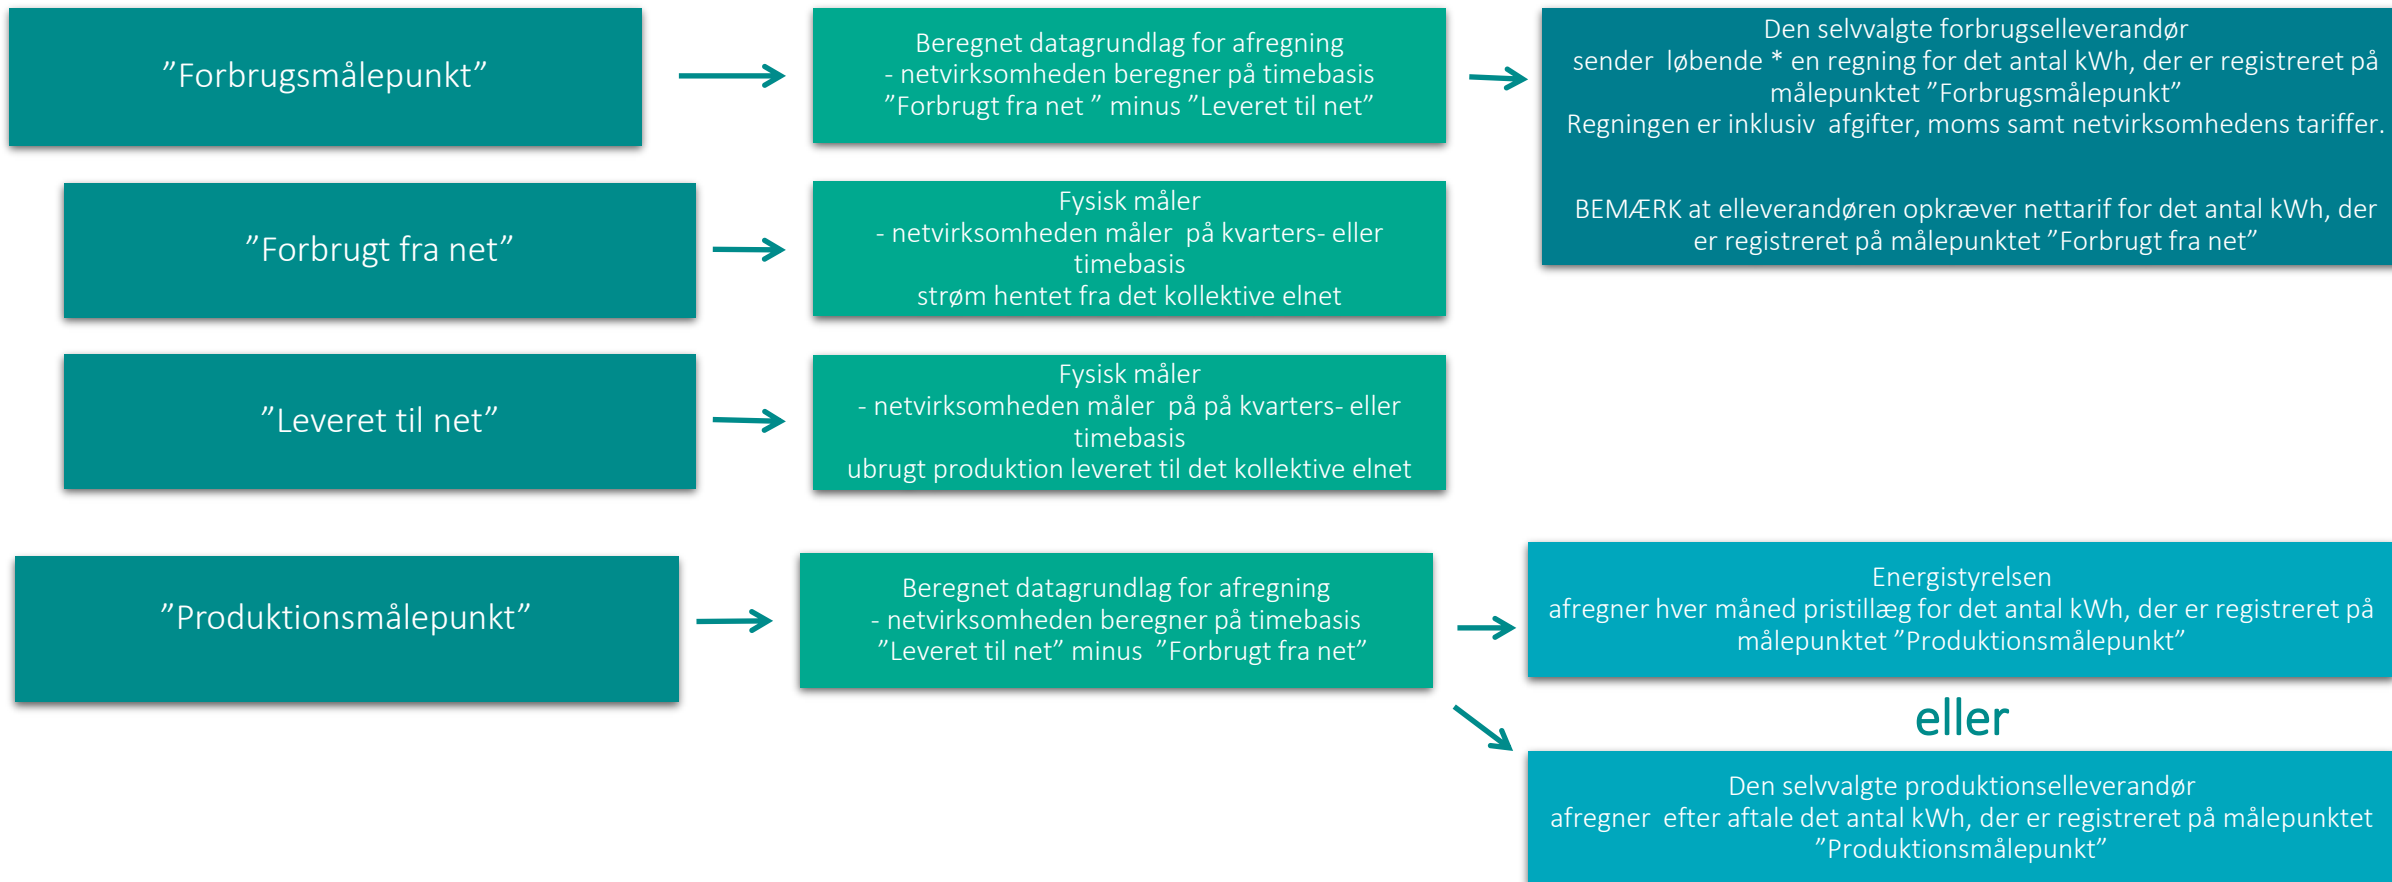 ”Forbrugsmålepunkt”
Beregnet datagrundlag for afregning
- netvirksomheden beregner på timebasis
”Forbrugt fra net ” minus ”Leveret til net”
Den selvvalgte forbrugselleverandør
sender løbende * en regning for det antal kWh, der er registreret på
målepunktet ”Forbrugsmålepunkt”
Regningen er inklusiv afgifter, moms samt netvirksomhedens tariffer.
BEMÆRK at elleverandøren opkræver nettarif for det antal kWh, der
er registreret på målepunktet ”Forbrugt fra net”
”Forbrugt fra net”
Fysisk måler
- netvirksomheden måler på kvarters- eller
timebasis
strøm hentet fra det kollektive elnet
”Leveret til net”
Fysisk måler
- netvirksomheden måler på på kvarters- eller
timebasis
ubrugt produktion leveret til det kollektive elnet
”Produktionsmålepunkt”
Beregnet datagrundlag for afregning
- netvirksomheden beregner på timebasis
”Leveret til net” minus ”Forbrugt fra net”
Energistyrelsen
afregner hver måned pristillæg for det antal kWh, der er registreret på
målepunktet ”Produktionsmålepunkt”
eller
Den selvvalgte produktionselleverandør
afregner efter aftale det antal kWh, der er registreret på målepunktet
”Produktionsmålepunkt”